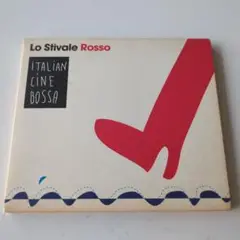 Lo Stivale Rosso
ITALIAN
CINE
BOSSA